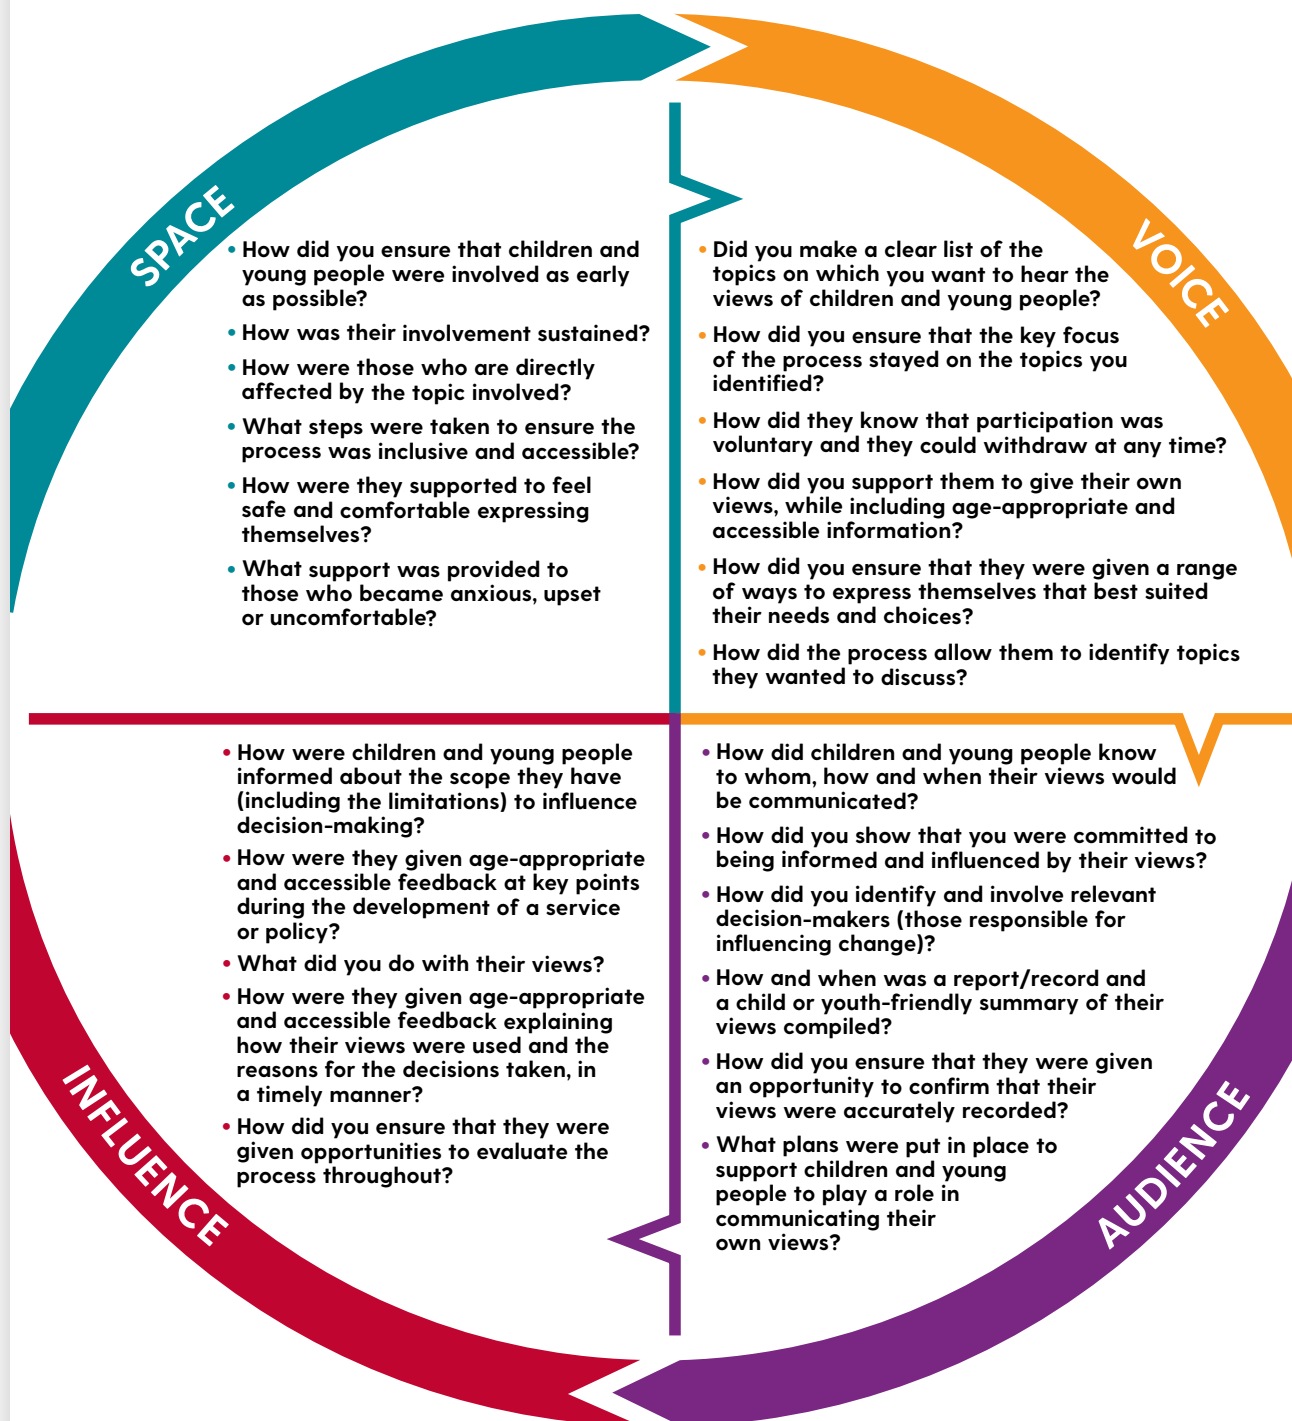 SPACE
• How did you ensure that children and
young people were involved as early
as possible?
• How was their involvement sustained?
• How were those who are directly
affected by the topic involved?
• What steps were taken to ensure the
process was inclusive and accessible?
• How were they supported to feel
safe and comfortable expressing
themselves?
• What support was provided to
those who became anxious, upset
or uncomfortable?
VOICE
• Did you make a clear list of the
topics on which you want to hear the
views of children and young people?
• How did you ensure that the key focus
of the process stayed on the topics you
identified?
• How did they know that participation was
voluntary and they could withdraw at any time?
• How did you support them to give their own
views, while including age-appropriate and
accessible information?
• How did you ensure that they were given a range
of ways to express themselves that best suited
their needs and choices?
• How did the process allow them to identify topics
they wanted to discuss?
INFLUENCE
• How were children and young people
informed about the scope they have
(including the limitations) to influence
decision-making?
• How were they given age-appropriate
and accessible feedback at key points
during the development of a service
or policy?
• What did you do with their views?
• How were they given age-appropriate
and accessible feedback explaining
how their views were used and the
reasons for the decisions taken, in
a timely manner?
• How did you ensure that they were
given opportunities to evaluate the
process throughout?
AUDIENCE
• How did children and young people know
to whom, how and when their views would
be communicated?
• How did you show that you were committed to
being informed and influenced by their views?
• How did you identify and involve relevant
decision-makers (those responsible for
influencing change)?
• How and when was a report/record and
a child or youth-friendly summary of their
views compiled?
• How did you ensure that they were given
an opportunity to confirm that their
views were accurately recorded?
• What plans were put in place to
support children and young
people to play a role in
communicating their
own views?